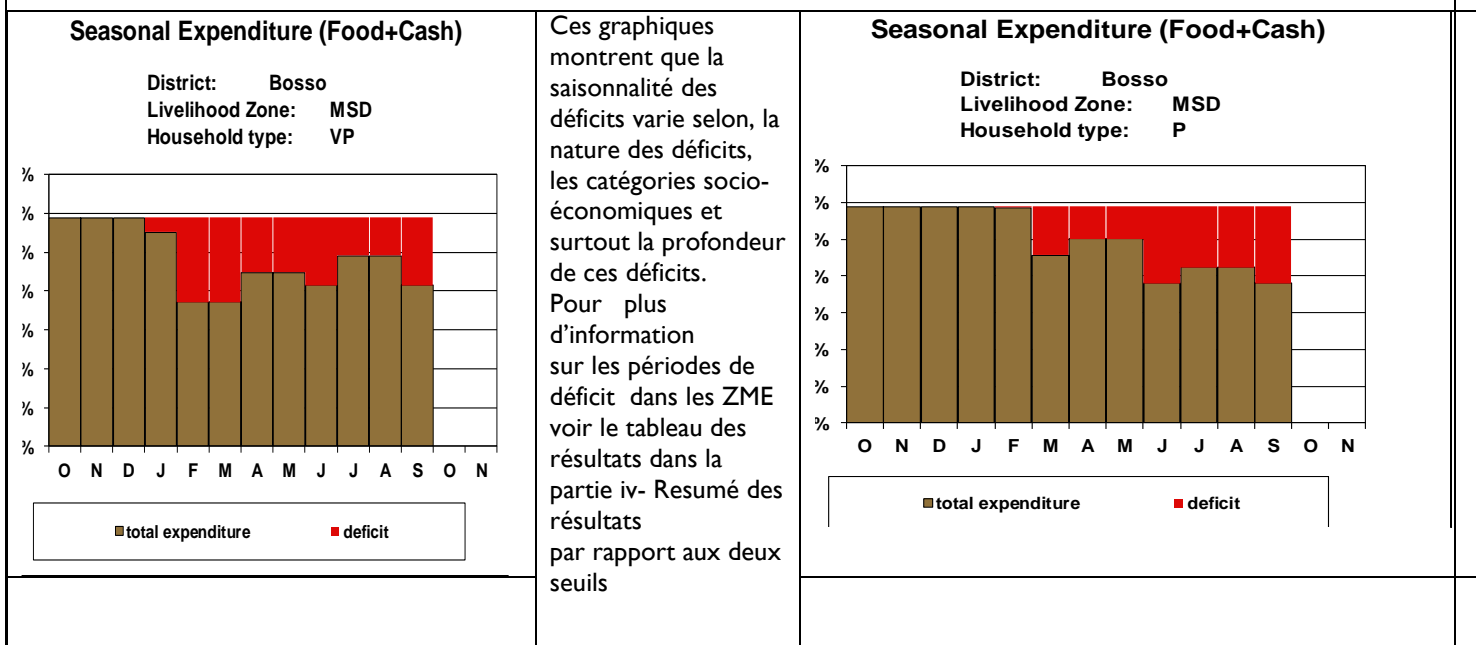 Seasonal Expenditure (Food+Cash)
District: Bosso
Livelihood Zone: MSD
Household type: VP
%
%
%
%
%
%
%
%
O N D J F M A M J J A S O N
total expenditure deficit
Ces graphiques
montrent que la
saisonnalité des
déficits varie selon, la
nature des déficits,
les catégories socio-
économiques et
surtout la profondeur
de ces déficits.
Pour plus
d'information
sur les périodes de
déficit dans les ZME
voir le tableau des
résultats dans la
partie iv- Resumé des
résultats
par rapport aux deux
seuils
Seasonal Expenditure (Food+Cash)
District: Bosso
Livelihood Zone: MSD
Household type: P
%
%
%
%
%
%
%
%
O N D J F M A M J J A S O N
total expenditure deficit